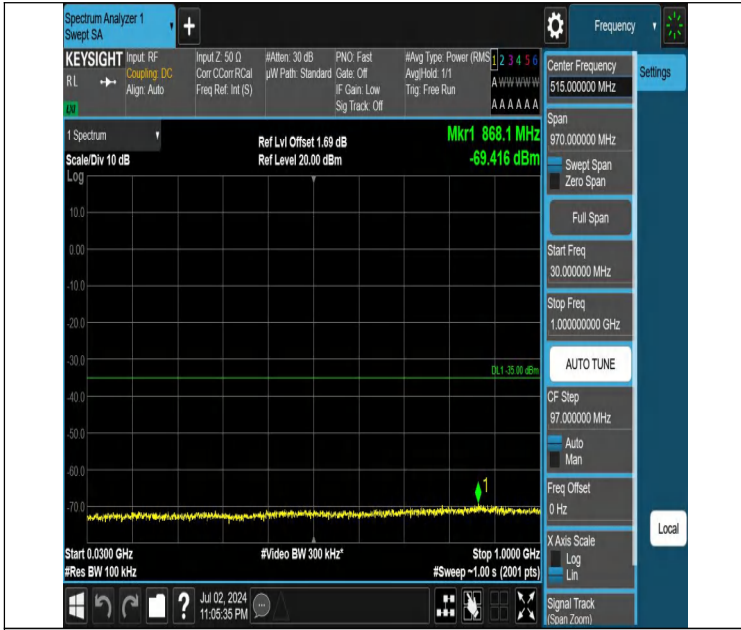 Spectrum Analyzer 1
Swept SA
Frequency
KEYSIGHT
RL
Input: RF
Coupling: DC
Align: Auto
Input Z: 50 Ω
Corr CCorr RCal
Freq Ref: Int (S)
#Atten: 30 dB
µW Path: Standard
PNO: Fast
Gate: Off
IF Gain: Low
Sig Track: Off
#Avg Type: Power (RMS
Avg|Hold: 1/1
Trig: Free Run
1 2 3 4 5 6
A W W W W W
A A A A A A
1 Spectrum
Scale/Div 10 dB
Ref Lvl Offset 1.69 dB
Ref Level 20.00 dBm
Mkr1 868.1 MHz
-69.416 dBm
Log
10.0
0.00
-10.0
-20.0
-30.0
DL1 -35.00 dBm
-40.0
-50.0
-60.0
1
-70.0
Start 0.0300 GHz
#Video BW 300 kHz*
Stop 1.0000 GHz
#Res BW 100 kHz
#Sweep ~1.00 s (2001 pts)
Jul 02, 2024
11:05:35 PM
Center Frequency
515.000000 MHz
Settings
Span
970.000000 MHz
Swept Span
Zero Span
Full Span
Start Freq
30.000000 MHz
Stop Freq
1.000000000 GHz
AUTO TUNE
CF Step
97.000000 MHz
Auto
Man
Freq Offset
0 Hz
Local
X Axis Scale
Log
Lin
Signal Track
(Span Zoom)